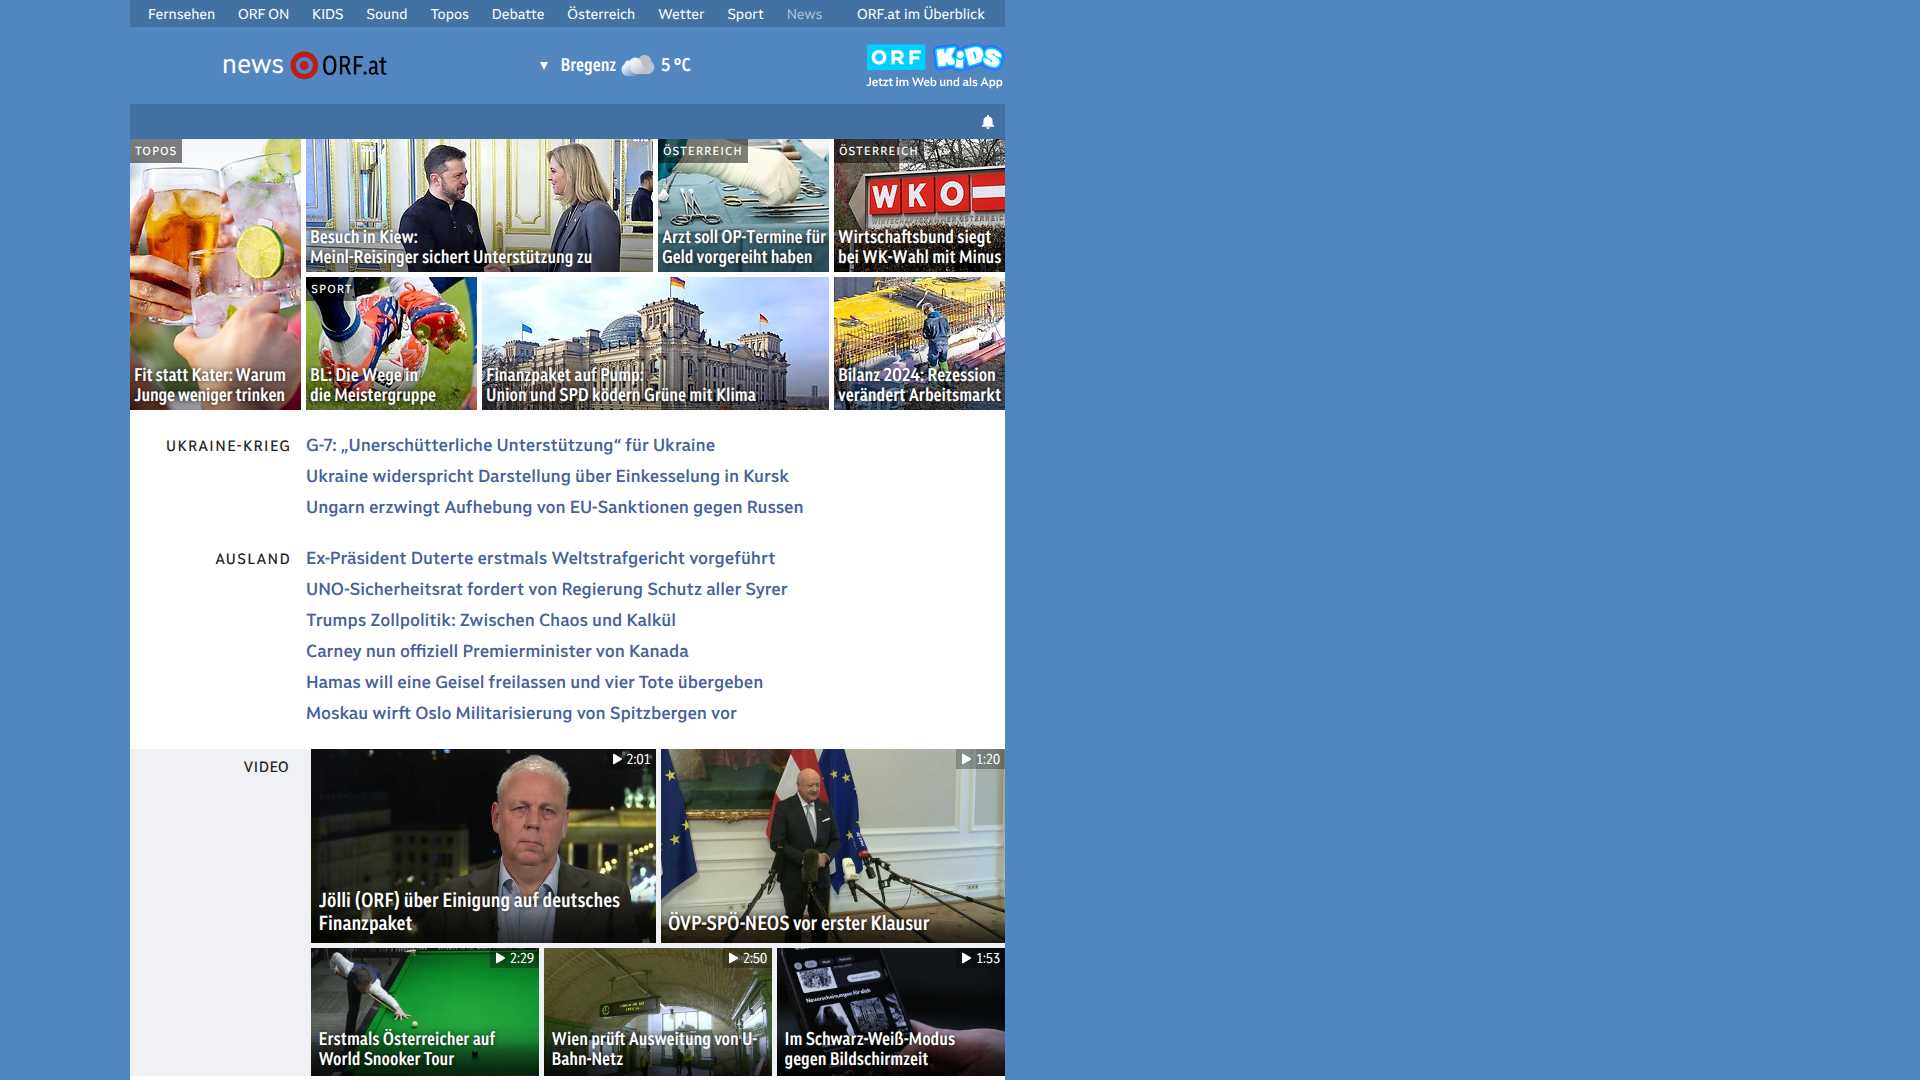 Fernsehen ORF ON KIDS Sound Topos Debatte Österreich Wetter Sport News ORF.at im Überblick
news ORF.at
Bregenz 5 °C
ORF KiDS
Jetzt im Web und als App
TOPOS
Fit statt Kater: Warum
Junge weniger trinken
Besuch in Kiew:
Meinl-Reisinger sichert Unterstützung zu
ÖSTERREICH
Arzt soll OP-Termine für
Geld vorgereiht haben
ÖSTERREICH
WKO
WIRTSCHAFTSKAMMER ÖSTERREICH
Wirtschaftsbund siegt
bei WK-Wahl mit Minus
SPORT
BL: Die Wege in
die Meistergruppe
Finanzpaket auf Pump:
Union und SPD ködern Grüne mit Klima
Bilanz 2024: Rezession
verändert Arbeitsmarkt
UKRAINE-KRIEG
G-7: „Unerschütterliche Unterstützung“ für Ukraine
Ukraine widerspricht Darstellung über Einkesselung in Kursk
Ungarn erzwingt Aufhebung von EU-Sanktionen gegen Russen
AUSLAND
Ex-Präsident Duterte erstmals Weltstrafgericht vorgeführt
UNO-Sicherheitsrat fordert von Regierung Schutz aller Syrer
Trumps Zollpolitik: Zwischen Chaos und Kalkül
Carney nun offiziell Premierminister von Kanada
Hamas will eine Geisel freilassen und vier Tote übergeben
Moskau wirft Oslo Militarisierung von Spitzbergen vor
VIDEO
2:01
Jölli (ORF) über Einigung auf deutsches
Finanzpaket
1:20
ÖVP-SPÖ-NEOS vor erster Klausur
2:29
Erstmals Österreicher auf
World Snooker Tour
2:50
Wien prüft Ausweitung von U-
Bahn-Netz
1:53
Neuerscheinungen für dich
Im Schwarz-Weiß-Modus
gegen Bildschirmzeit